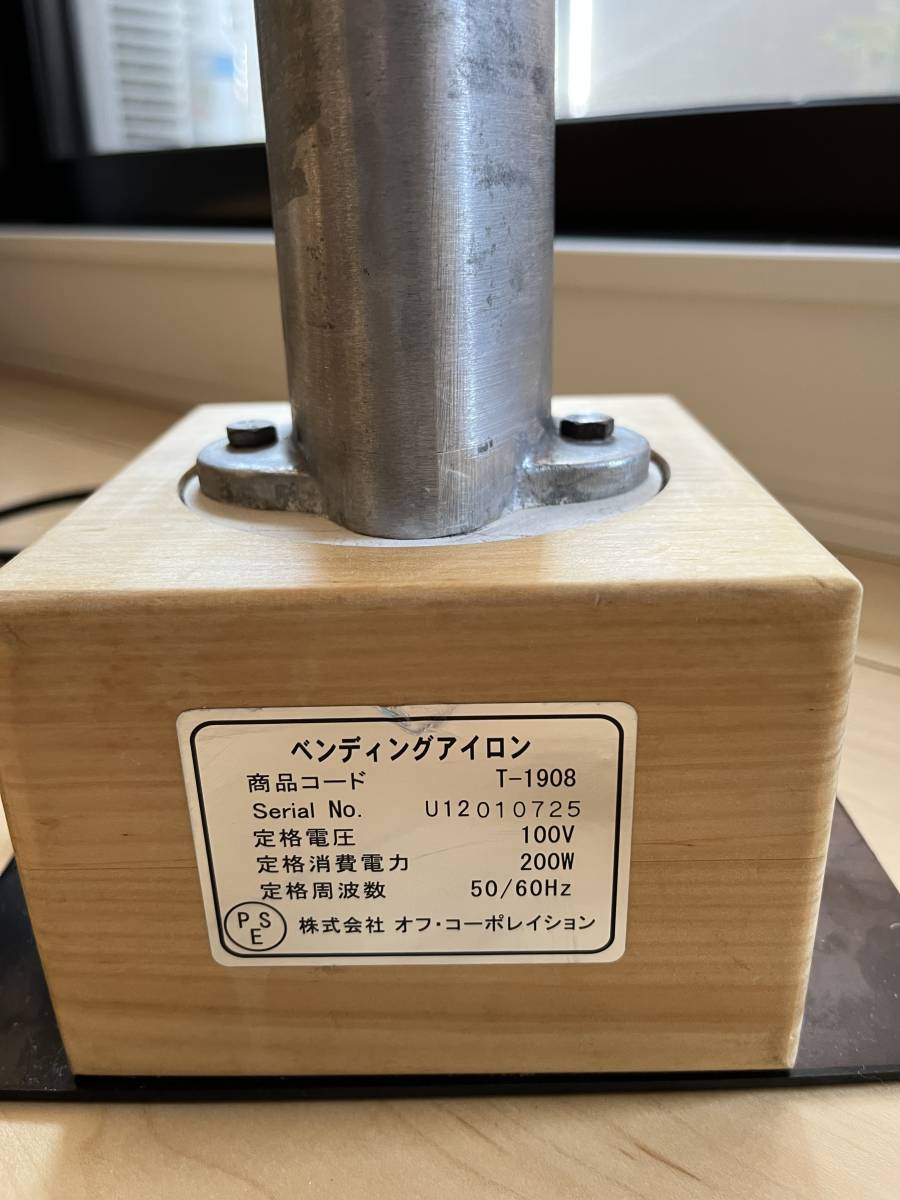 ベンディングアイロン
商品コード T-1908
Serial No. U12010725
定格電圧 100V
定格消費電力 200W
定格周波数 50/60Hz
PSE 株式会社 オフ・コーポレイション